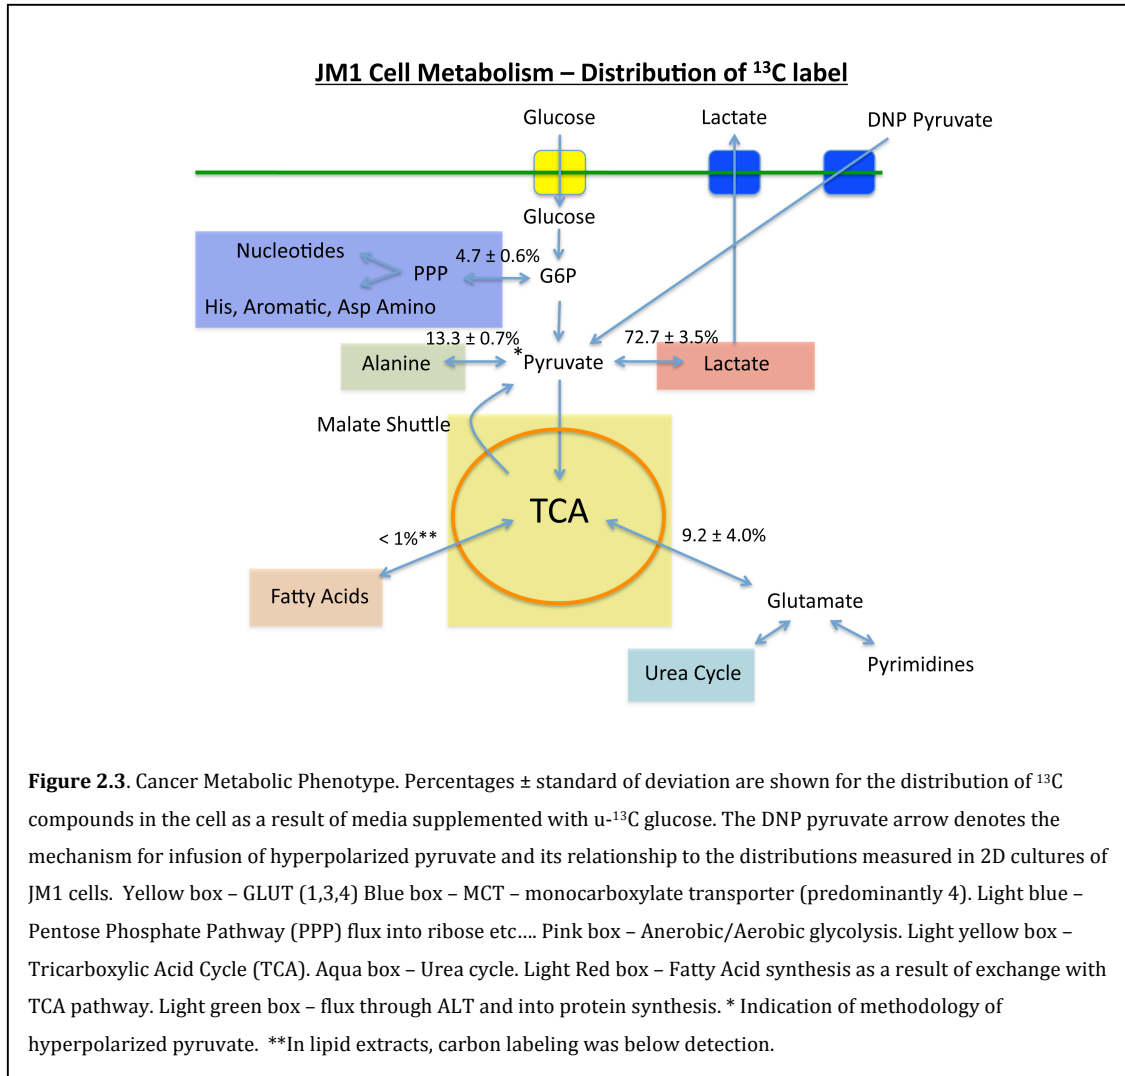 JM1 Cell Metabolism – Distribution of ¹³C label
Glucose
Lactate
DNP Pyruvate
Glucose
Nucleotides
4.7 ± 0.6%
PPP
G6P
His, Aromatic, Asp Amino
13.3 ± 0.7%
72.7 ± 3.5%
Alanine
*Pyruvate
Lactate
Malate Shuttle
TCA
< 1%**
9.2 ± 4.0%
Fatty Acids
Glutamate
Urea Cycle
Pyrimidines
Figure 2.3. Cancer Metabolic Phenotype. Percentages ± standard of deviation are shown for the distribution of ¹³C
compounds in the cell as a result of media supplemented with u-¹³C glucose. The DNP pyruvate arrow denotes the
mechanism for infusion of hyperpolarized pyruvate and its relationship to the distributions measured in 2D cultures of
JM1 cells. Yellow box – GLUT (1,3,4) Blue box – MCT – monocarboxylate transporter (predominantly 4). Light blue –
Pentose Phosphate Pathway (PPP) flux into ribose etc.... Pink box – Anerobic/Aerobic glycolysis. Light yellow box –
Tricarboxylic Acid Cycle (TCA). Aqua box – Urea cycle. Light Red box – Fatty Acid synthesis as a result of exchange with
TCA pathway. Light green box – flux through ALT and into protein synthesis. * Indication of methodology of
hyperpolarized pyruvate. **In lipid extracts, carbon labeling was below detection.